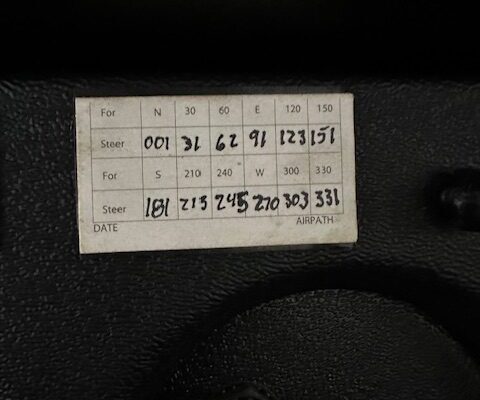 For N 30 60 E 120 150
Steer 001 31 62 91 123 151
For S 210 240 W 300 330
Steer 181 213 245 270 303 331
DATE AIRPATH